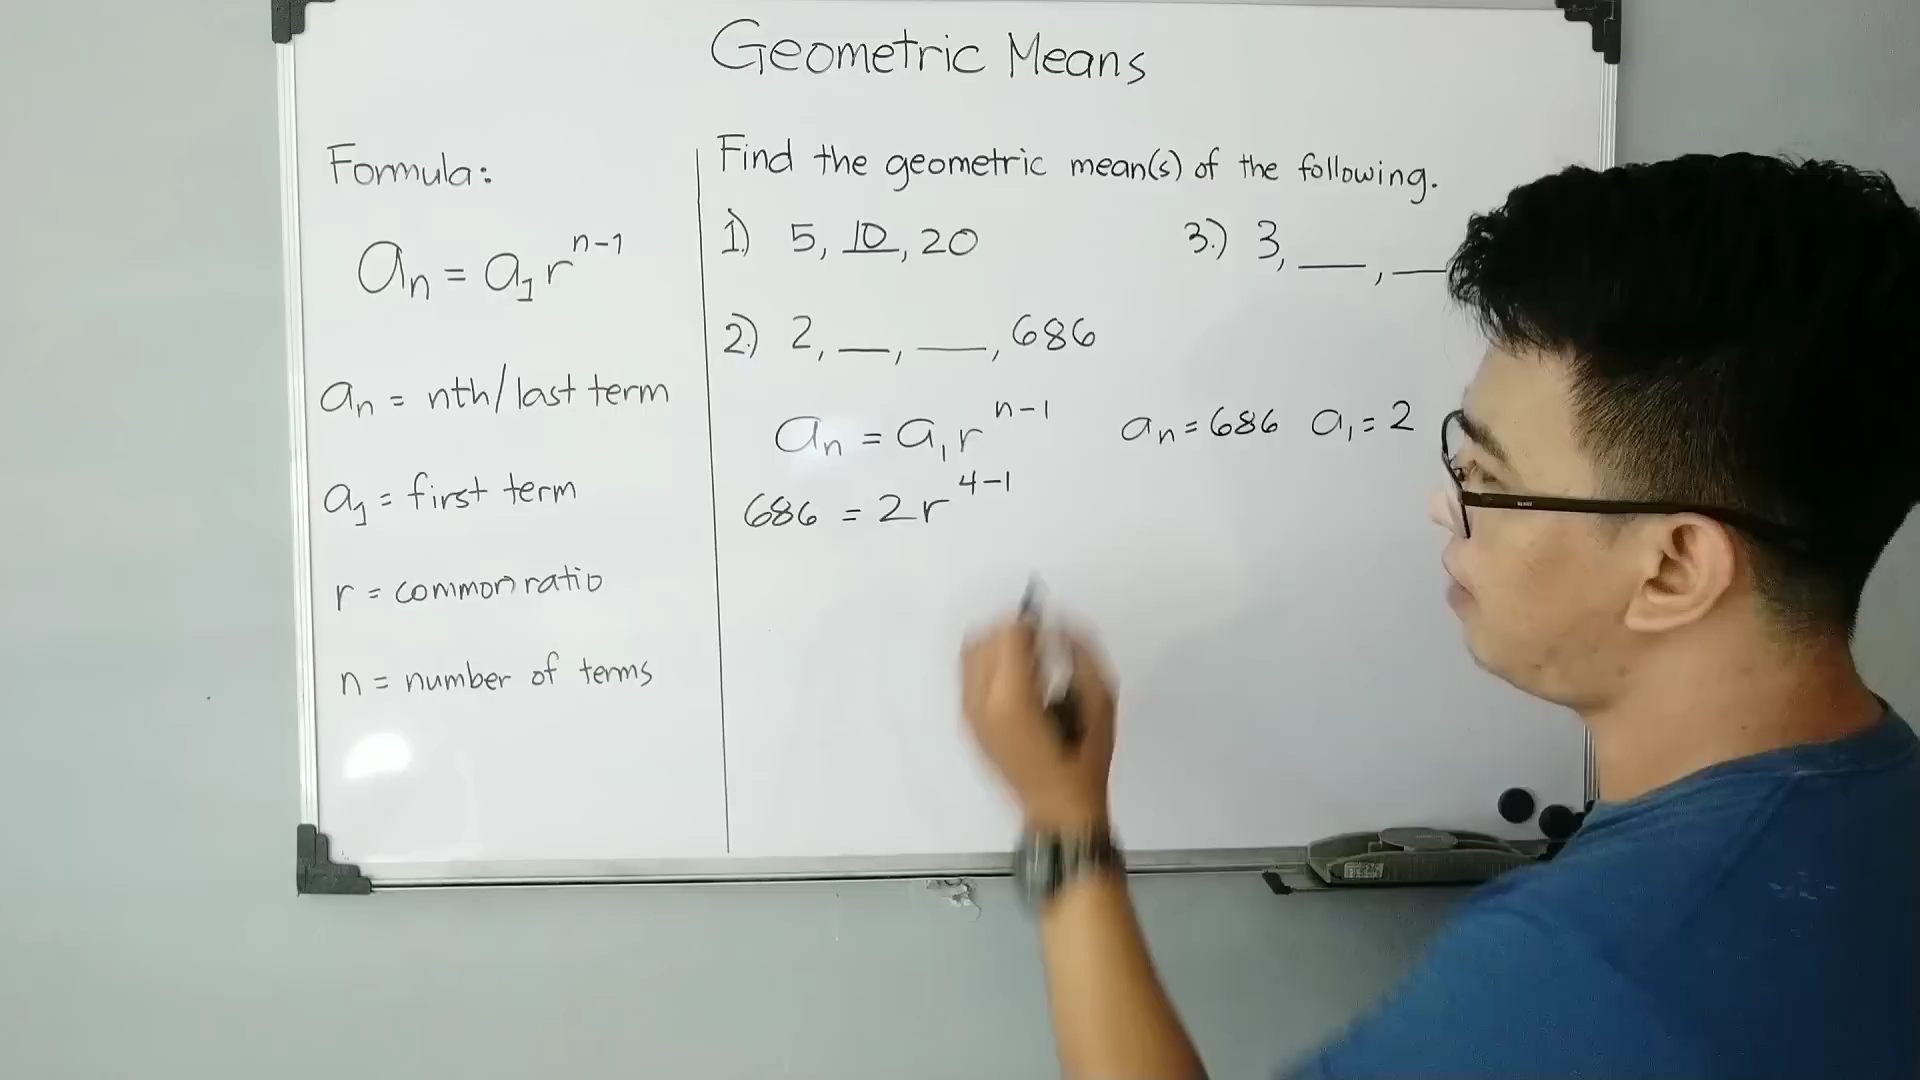 Geometric Means
Formula:
aₙ = a₁rⁿ⁻¹
aₙ = nth/last term
a₁ = first term
r = common ratio
n = number of terms
Find the geometric mean(s) of the following.
1.) 5, 10, 20
2.) 2, __, ___, 686
aₙ = a₁rⁿ⁻¹
686 = 2r⁴⁻¹
3.) 3, ___, ___
aₙ = 686 a₁ = 2